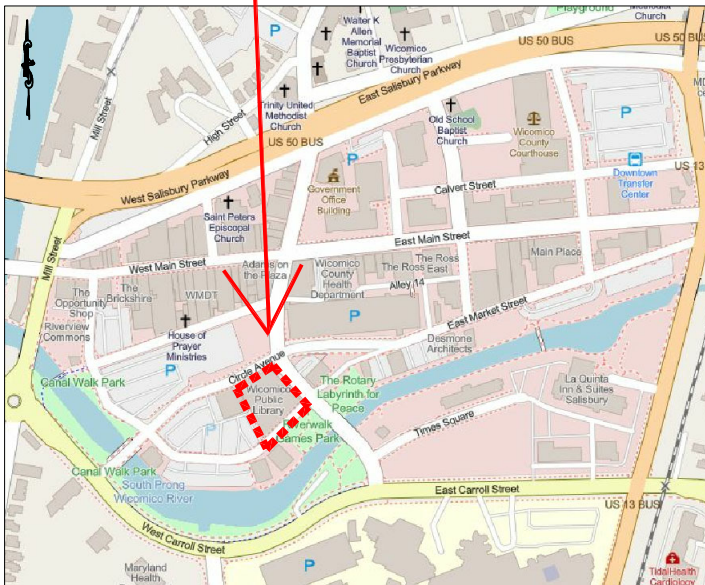 Playground
Methodist
Church
Walter K
Allen
Memorial
Baptist
Church
Wicomico
Presbyterian
Church
US 50 BUS
US 50 BUS
P
East Salisbury Parkway
Mill Street
High Street
Trinity United
Methodist
Church
US 50 BUS
Old School
Baptist
Church
Wicomico
County
Courthouse
P
P
US 13
Downtown
Transfer
Center
West Salisbury Parkway
Government
Office
Building
Calvert Street
Saint Peters
Episcopal
Church
East Main Street
Mill Street
West Main Street
Adams on
the Plaza
Wicomico
County
Health
Department
The Ross
The Ross
East
Main Place
Alley 14
The
Opportunity
Shop
The
Brickshire
WMDT
Riverview
Commons
House of
Prayer
Ministries
P
East Market Street
Desmone
Architects
P
Circle Avenue
Canal Walk Park
Wicomico
Public
Library
The Rotary
Labyrinth for
Peace
La Quinta
Inn & Suites
Salisbury
P
Riverwalk
Games Park
Times Square
Canal Walk Park
South Prong
Wicomico River
East Carroll Street
US 13 BUS
West Carroll Street
P
Maryland
Health
TidalHealth
Cardiology